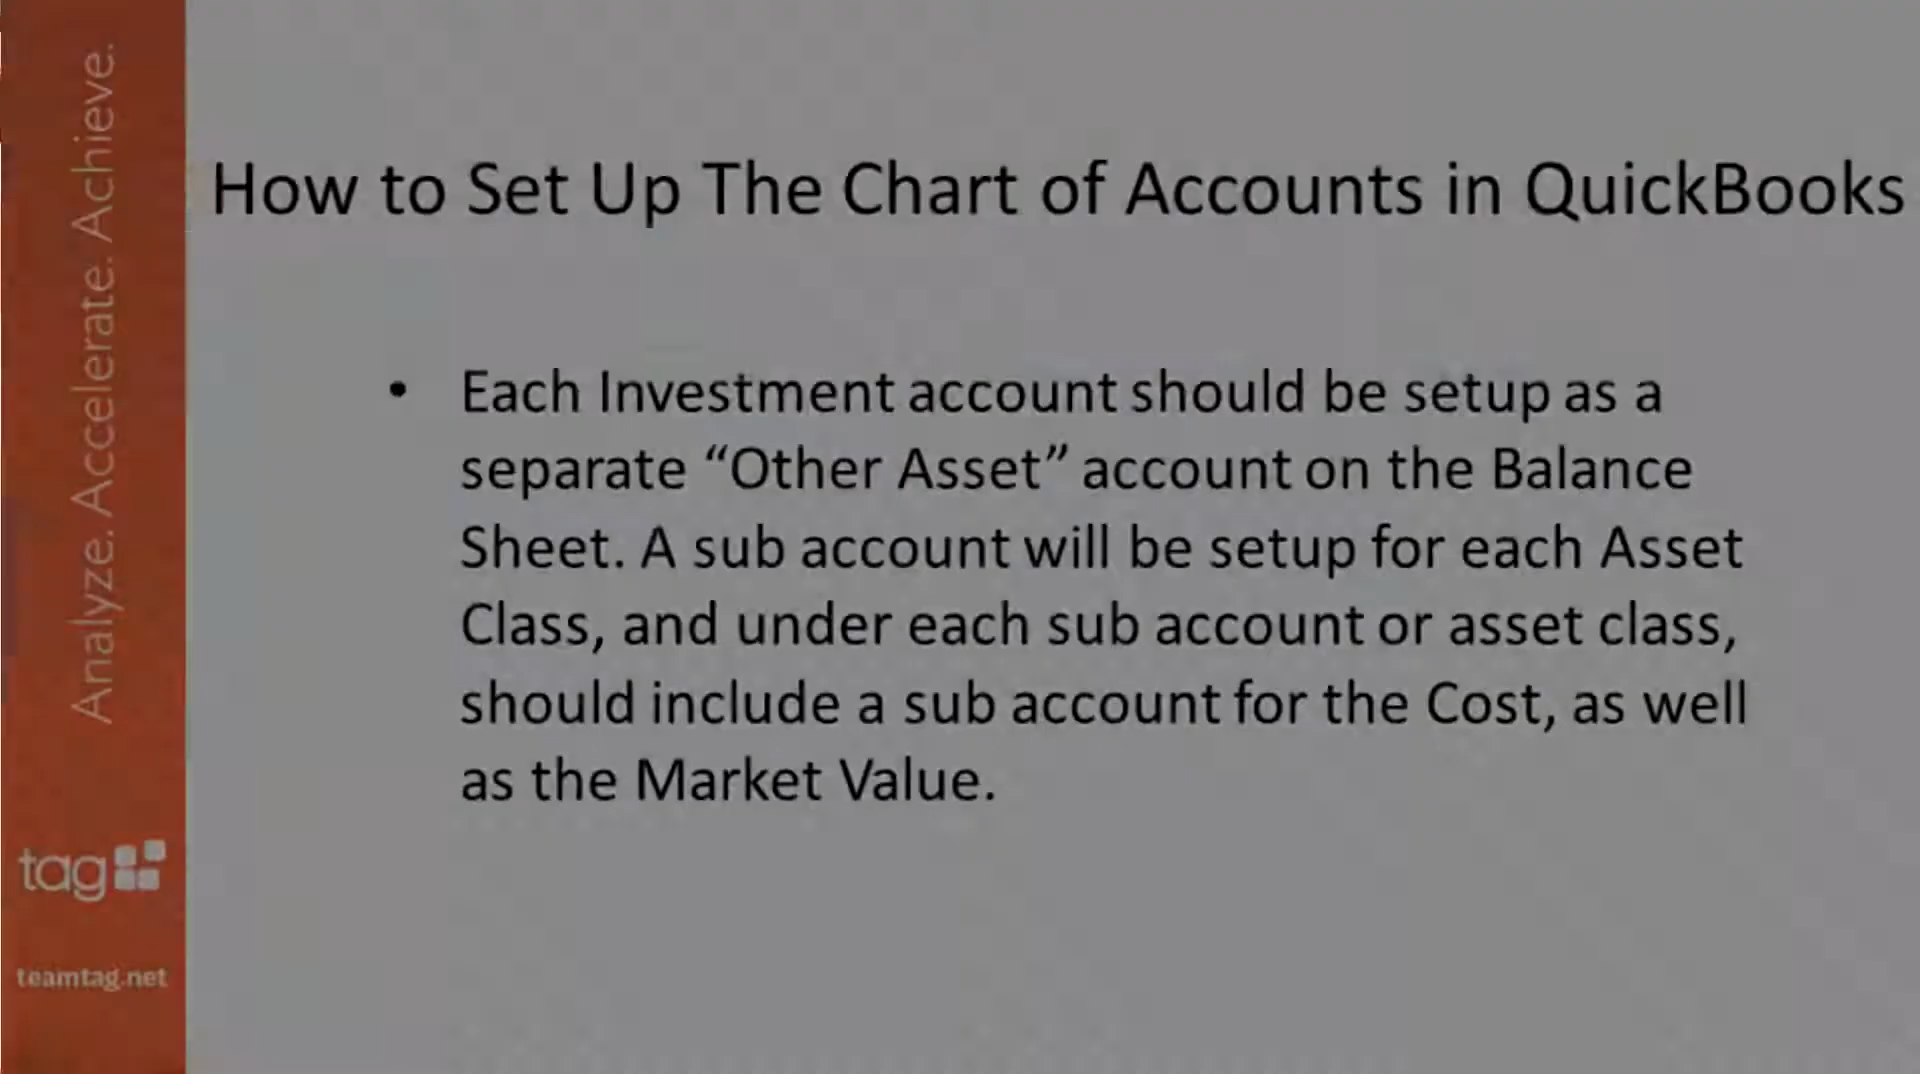 Analyze. Accelerate. Achieve.
How to Set Up The Chart of Accounts in QuickBooks
• Each Investment account should be setup as a
separate “Other Asset” account on the Balance
Sheet. A sub account will be setup for each Asset
Class, and under each sub account or asset class,
should include a sub account for the Cost, as well
as the Market Value.
tag
teamtag.net